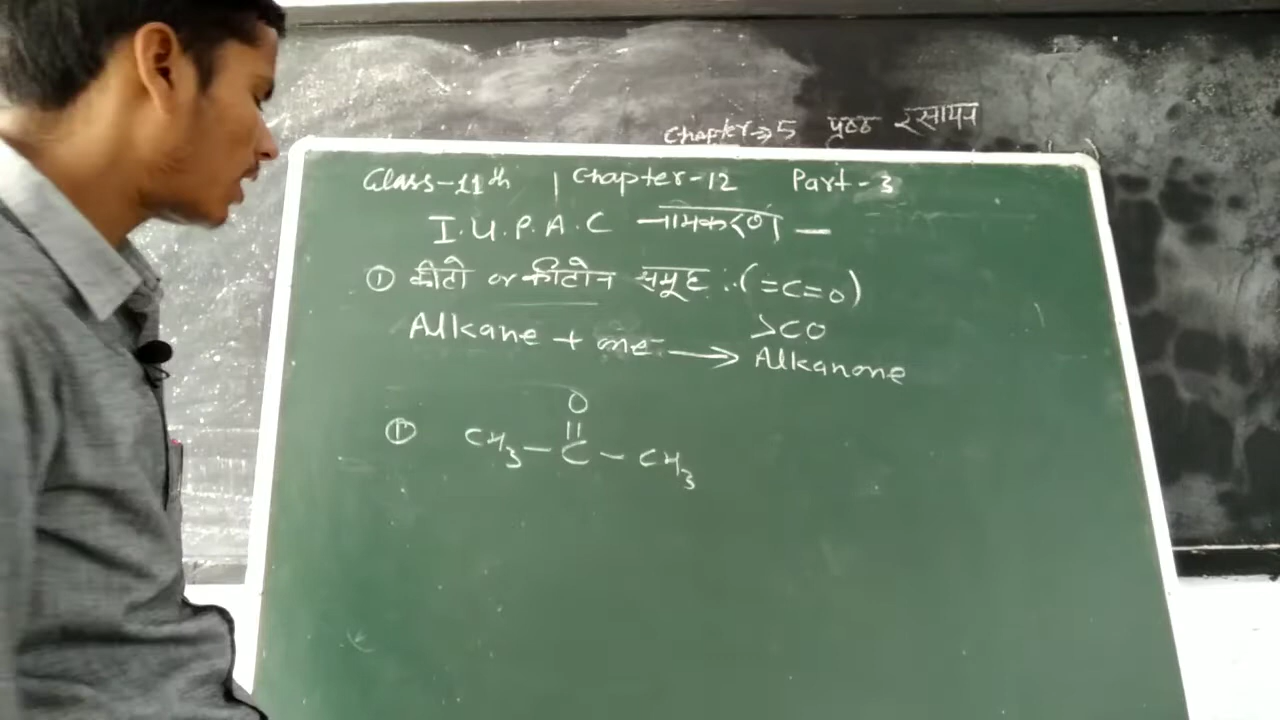 Chapter⇒5 पृष्ठ रसायन
Class-11th | Chapter-12 Part-3
I.U.P.A.C नामकरण —
① कीटो or कीटोन समूह :- (=C=O)
>CO
Alkane + one ⟶ Alkanone
O
||
① CH3-C-CH3